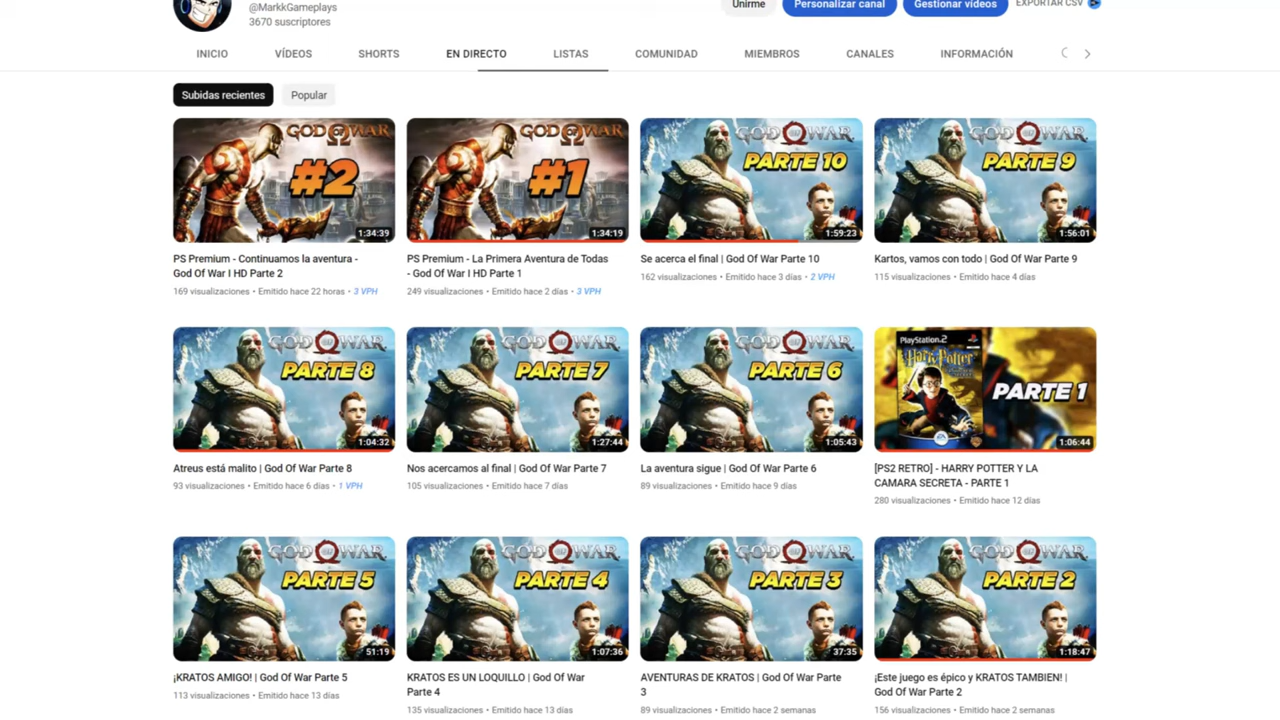 @MarkkGameplays
3670 suscriptores
Unirme
Personalizar canal
Gestionar vídeos
EXPORTAR CSV
INICIO
VÍDEOS
SHORTS
EN DIRECTO
LISTAS
COMUNIDAD
MIEMBROS
CANALES
INFORMACIÓN
Subidas recientes
Popular
GOD OF WAR
#2
1:34:39
GOD OF WAR
#1
1:34:19
GOD OF WAR
PARTE 10
1:59:23
GOD OF WAR
PARTE 9
1:56:01
PS Premium - Continuamos la aventura -
God Of War I HD Parte 2
169 visualizaciones • Emitido hace 22 horas • 3 VPH
PS Premium - La Primera Aventura de Todas
- God Of War I HD Parte 1
249 visualizaciones • Emitido hace 2 días • 3 VPH
Se acerca el final | God Of War Parte 10
162 visualizaciones • Emitido hace 3 días • 2 VPH
Kartos, vamos con todo | God Of War Parte 9
115 visualizaciones • Emitido hace 4 días
GOD OF WAR
PARTE 8
1:04:32
GOD OF WAR
PARTE 7
1:27:44
GOD OF WAR
PARTE 6
1:05:43
PlayStation.2
Harry Potter
PARTE 1
EA
1:06:44
Atreus está malito | God Of War Parte 8
93 visualizaciones • Emitido hace 6 días • 1 VPH
Nos acercamos al final | God Of War Parte 7
105 visualizaciones • Emitido hace 7 días
La aventura sigue | God Of War Parte 6
89 visualizaciones • Emitido hace 9 días
[PS2 RETRO] - HARRY POTTER Y LA
CAMARA SECRETA - PARTE 1
280 visualizaciones • Emitido hace 12 días
GOD OF WAR
PARTE 5
51:19
GOD OF WAR
PARTE 4
1:07:36
GOD OF WAR
PARTE 3
37:35
GOD OF WAR
PARTE 2
1:18:47
¡KRATOS AMIGO! | God Of War Parte 5
113 visualizaciones • Emitido hace 13 días
KRATOS ES UN LOQUILLO | God Of War
Parte 4
135 visualizaciones • Emitido hace 13 días
AVENTURAS DE KRATOS | God Of War Parte
3
89 visualizaciones • Emitido hace 2 semanas
¡Este juego es épico y KRATOS TAMBIEN! |
God Of War Parte 2
156 visualizaciones • Emitido hace 2 semanas